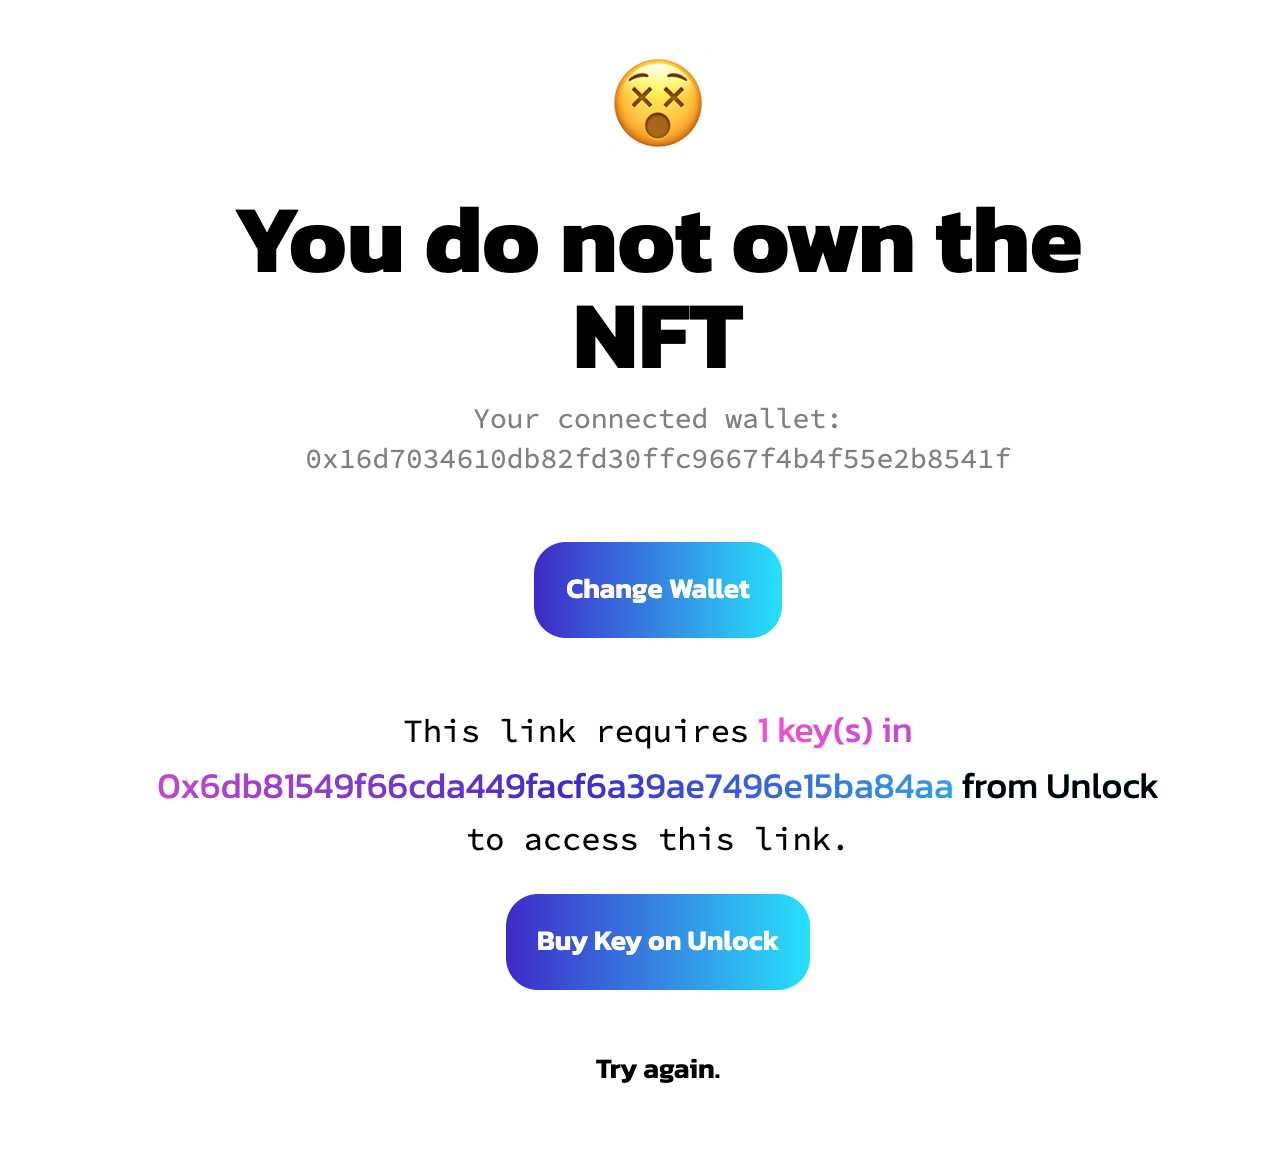 You do not own the
NFT
Your connected wallet:
0x16d7034610db82fd30ffc9667f4b4f55e2b8541f
Change Wallet
This link requires 1 key(s) in
0x6db81549f66cda449facf6a39ae7496e15ba84aa from Unlock
to access this link.
Buy Key on Unlock
Try again.